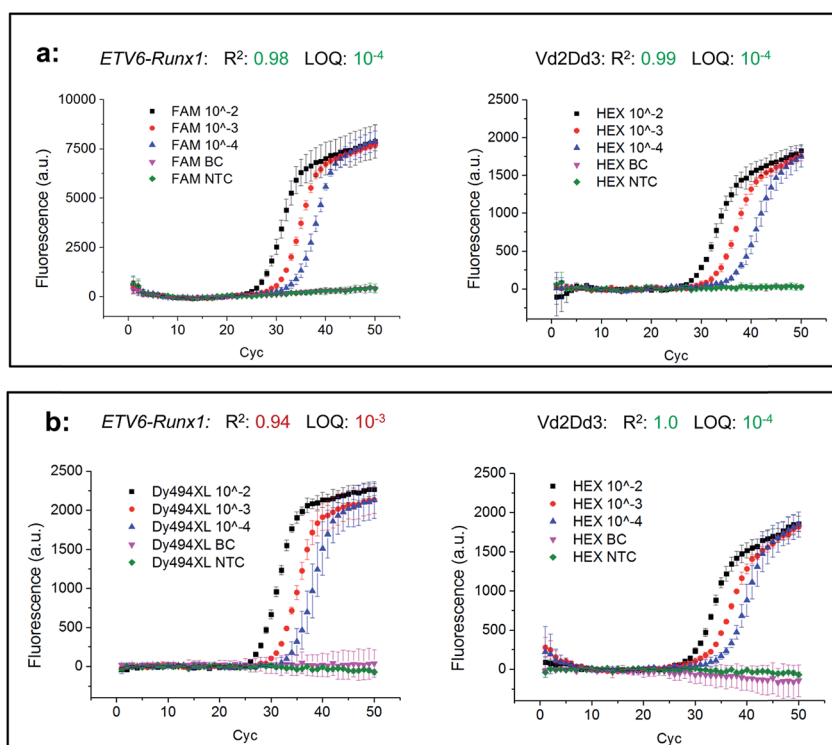 a: ETV6-Runx1: R²: 0.98 LOQ: 10⁻⁴
Vd2Dd3: R²: 0.99 LOQ: 10⁻⁴
10000
7500
5000
2500
0
Fluorescence (a.u.)
FAM 10^-2
FAM 10^-3
FAM 10^-4
FAM BC
FAM NTC
0 10 20 30 40 50
Cyc
2500
2000
1500
1000
500
0
Fluorescence (a.u.)
HEX 10^-2
HEX 10^-3
HEX 10^-4
HEX BC
HEX NTC
0 10 20 30 40 50
Cyc
b: ETV6-Runx1: R²: 0.94 LOQ: 10⁻³
Vd2Dd3: R²: 1.0 LOQ: 10⁻⁴
2500
2000
1500
1000
500
0
Fluorescence (a.u.)
Dy494XL 10^-2
Dy494XL 10^-3
Dy494XL 10^-4
Dy494XL BC
Dy494XL NTC
0 10 20 30 40 50
Cyc
2500
2000
1500
1000
500
0
Fluorescence (a.u.)
HEX 10^-2
HEX 10^-3
HEX 10^-4
HEX BC
HEX NTC
0 10 20 30 40 50
Cyc